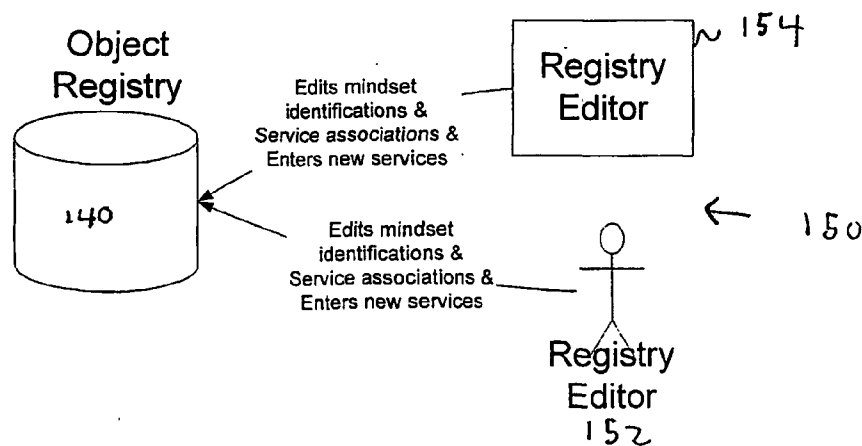 Object
Registry
140
Edits mindset
identifications &
Service associations &
Enters new services
Registry
Editor
154
150
Edits mindset
identifications &
Service associations &
Enters new services
Registry
Editor
152